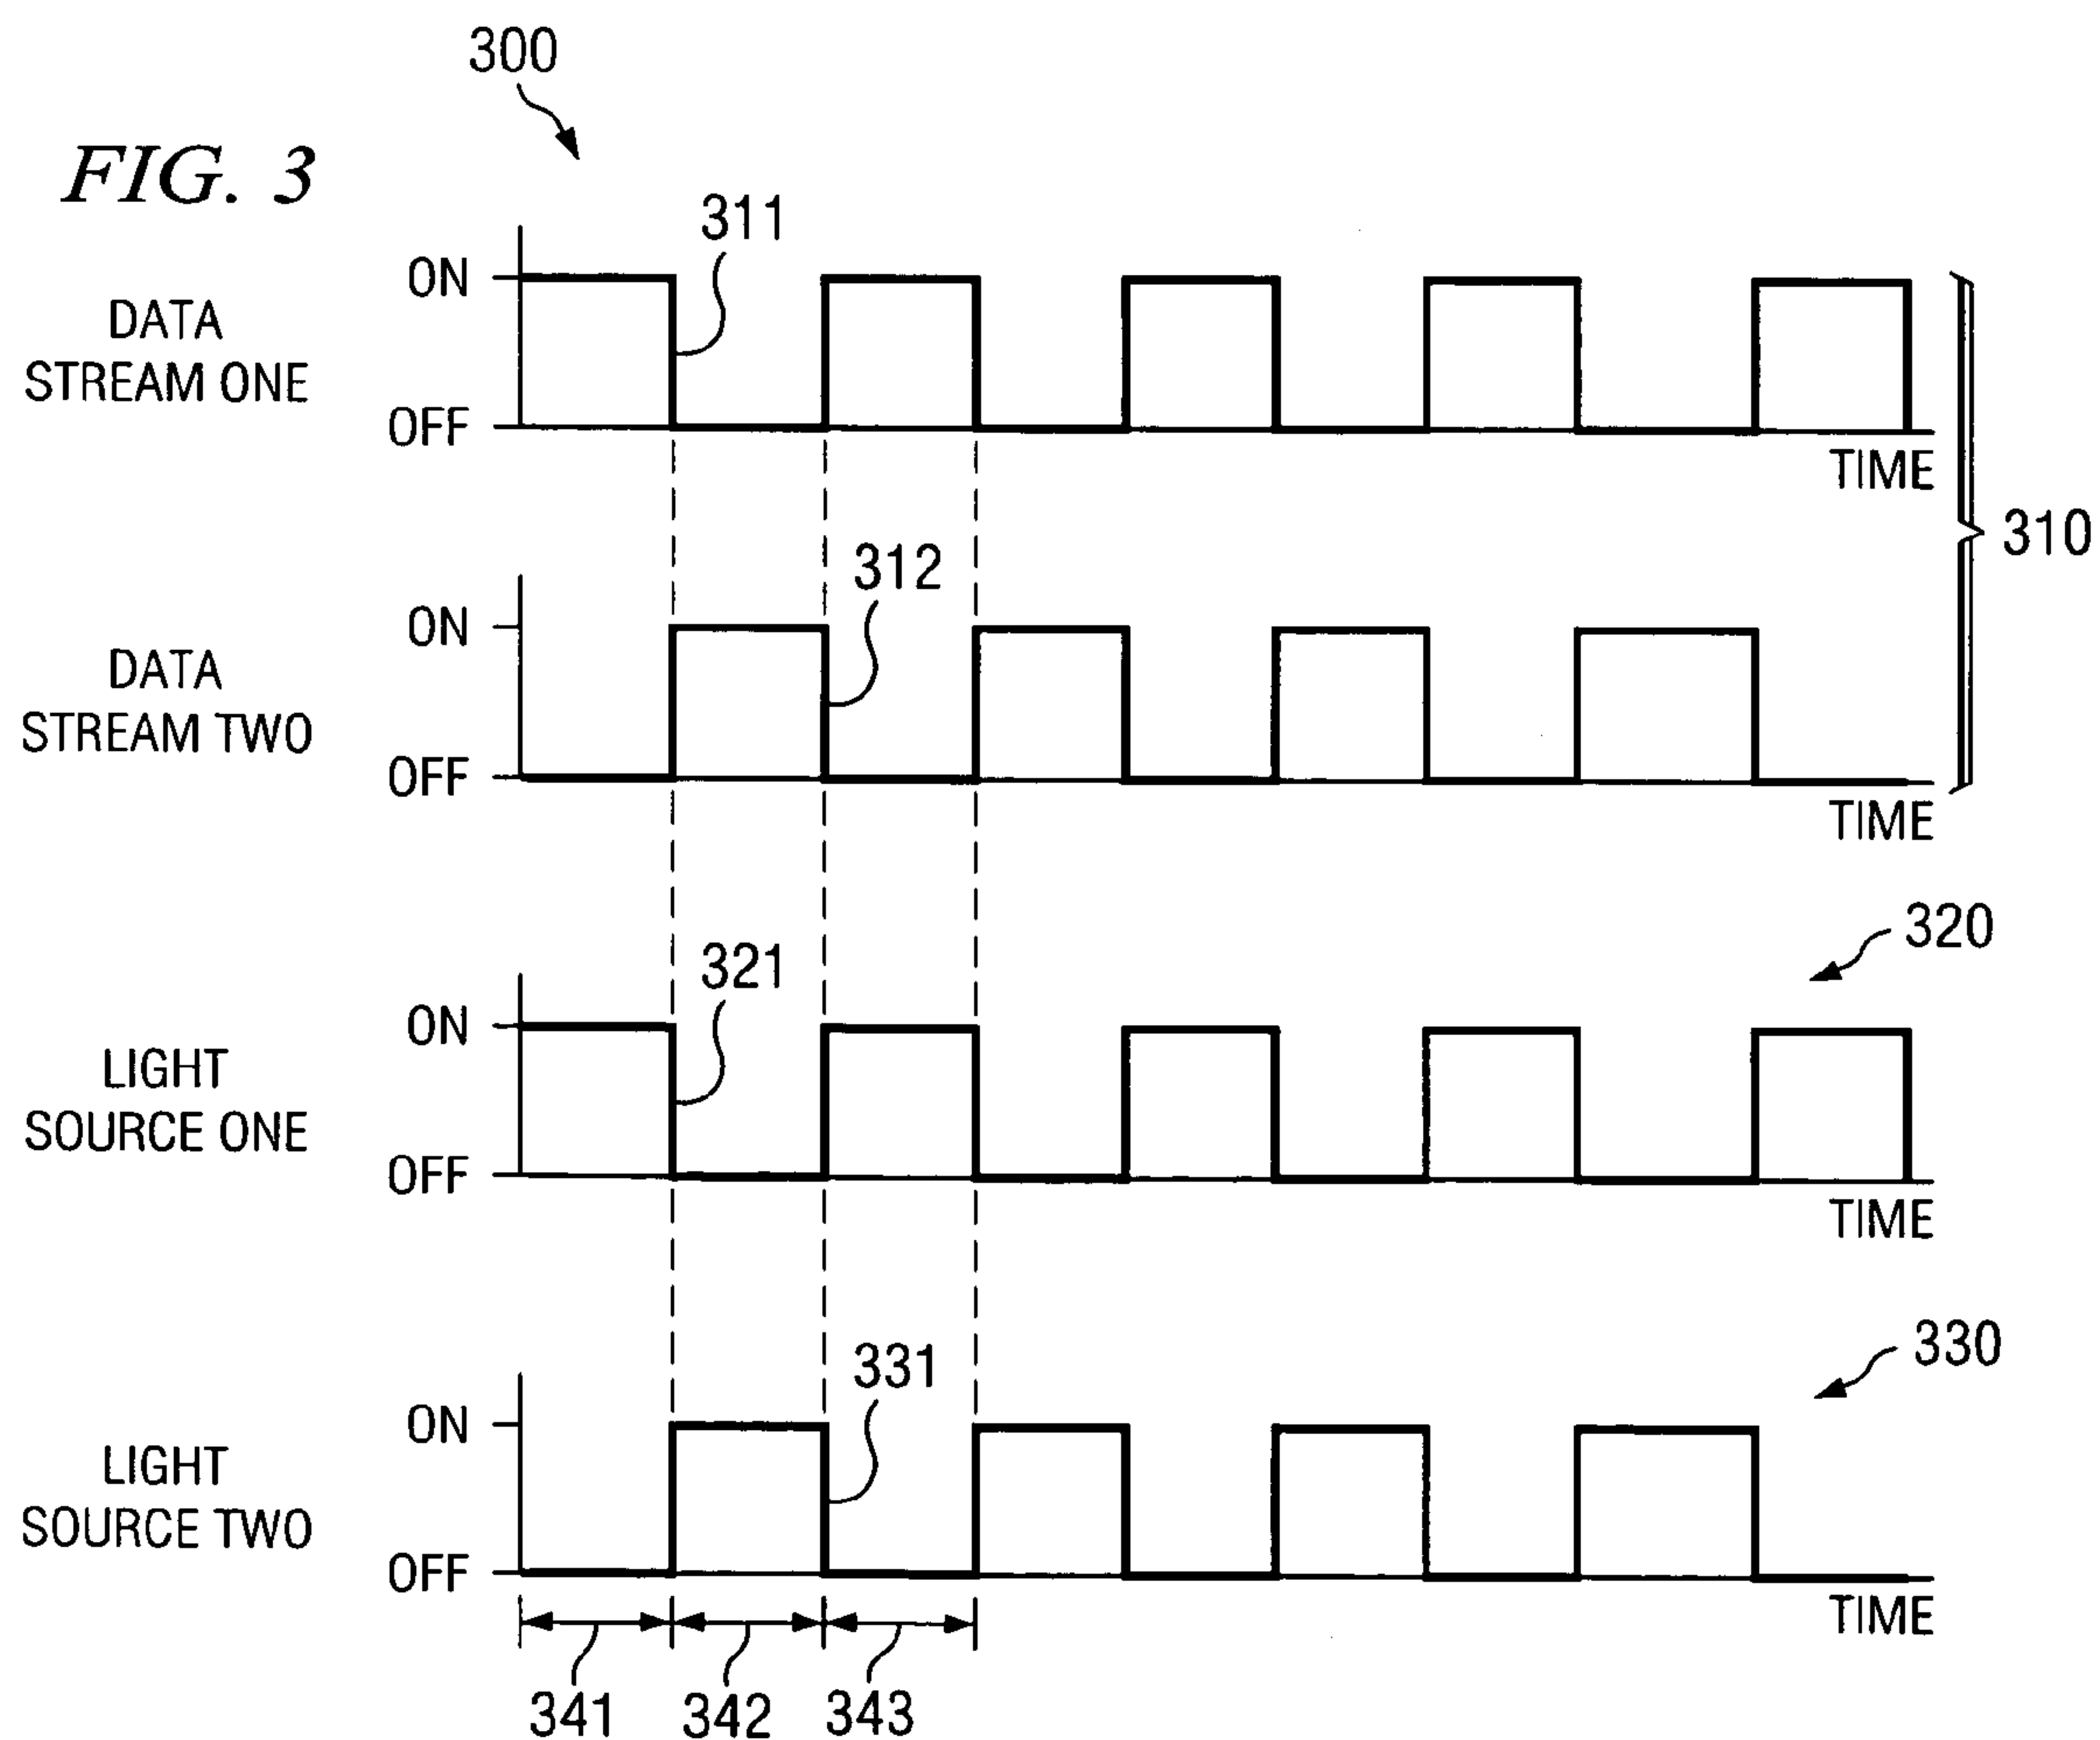 300
FIG. 3
311
ON
DATA
STREAM ONE
OFF
TIME
310
312
ON
DATA
STREAM TWO
OFF
TIME
320
321
ON
LIGHT
SOURCE ONE
OFF
TIME
330
331
ON
LIGHT
SOURCE TWO
OFF
TIME
341
342
343